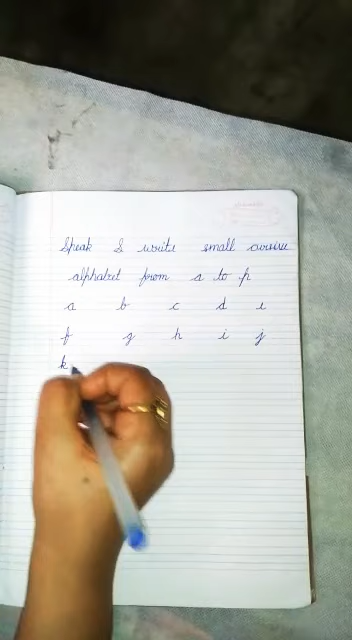 Speak & write small cursive
alphabet from a to p
a b c d e
f g h i j
k